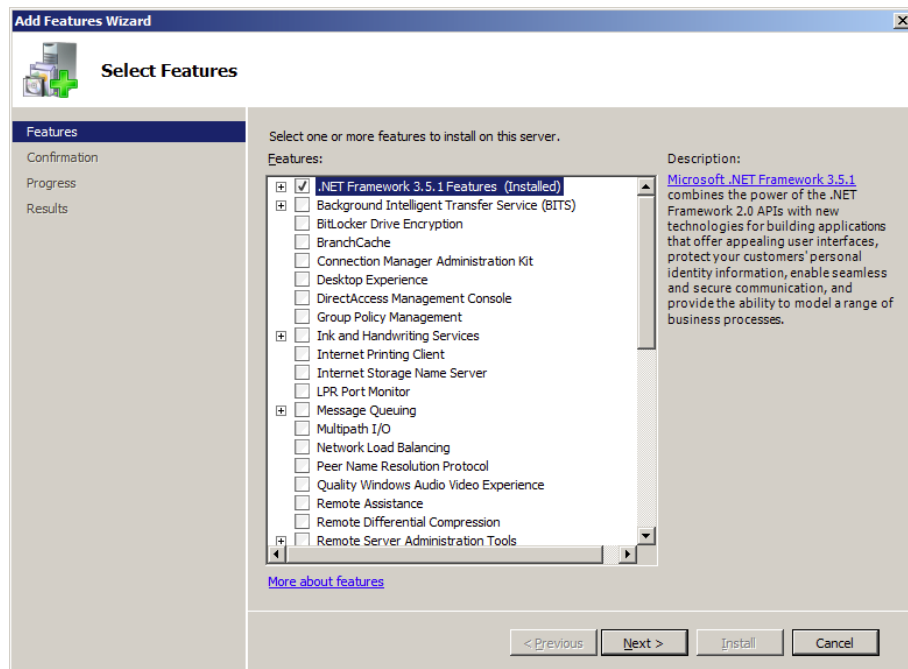 Add Features Wizard
Select Features
Features
Confirmation
Progress
Results
Select one or more features to install on this server.
Features:
.NET Framework 3.5.1 Features (Installed)
Background Intelligent Transfer Service (BITS)
BitLocker Drive Encryption
BranchCache
Connection Manager Administration Kit
Desktop Experience
DirectAccess Management Console
Group Policy Management
Ink and Handwriting Services
Internet Printing Client
Internet Storage Name Server
LPR Port Monitor
Message Queuing
Multipath I/O
Network Load Balancing
Peer Name Resolution Protocol
Quality Windows Audio Video Experience
Remote Assistance
Remote Differential Compression
Remote Server Administration Tools
More about features
Description:
Microsoft .NET Framework 3.5.1
combines the power of the .NET
Framework 2.0 APIs with new
technologies for building applications
that offer appealing user interfaces,
protect your customers' personal
identity information, enable seamless
and secure communication, and
provide the ability to model a range of
business processes.
< Previous
Next >
Install
Cancel